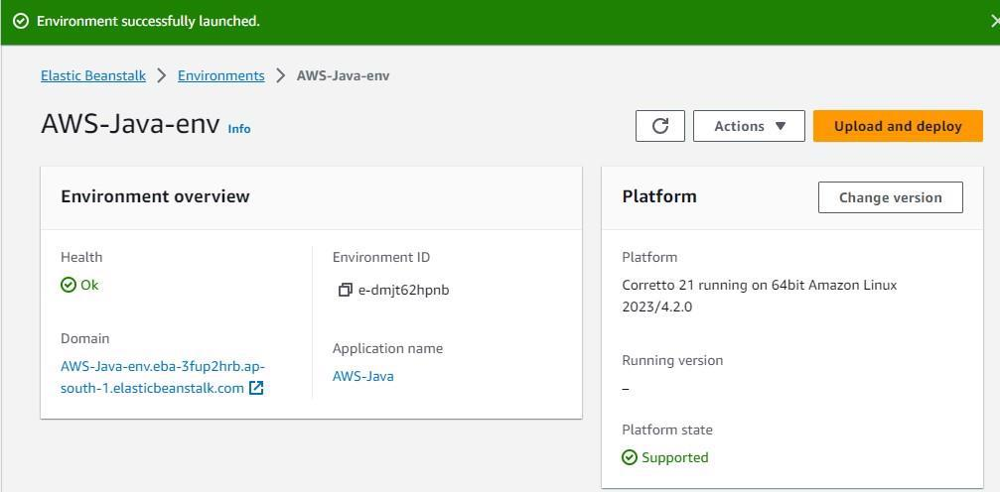 Environment successfully launched.
Elastic Beanstalk > Environments > AWS-Java-env
AWS-Java-env Info
Actions
Upload and deploy
Environment overview
Health
Ok
Environment ID
e-dmjt62hpnb
Domain
AWS-Java-env.eba-3fup2hrb.ap-
south-1.elasticbeanstalk.com
Application name
AWS-Java
Platform
Change version
Platform
Corretto 21 running on 64bit Amazon Linux
2023/4.2.0
Running version
–
Platform state
Supported